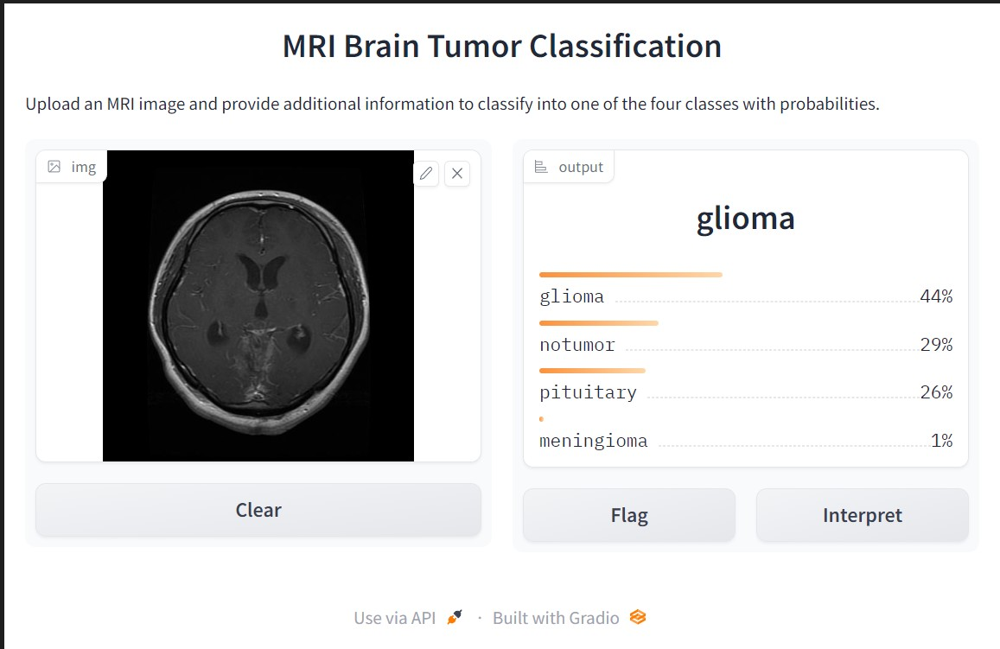 MRI Brain Tumor Classification
Upload an MRI image and provide additional information to classify into one of the four classes with probabilities.
img
output
glioma
glioma 44%
notumor 29%
pituitary 26%
meningioma 1%
Clear
Flag
Interpret
Use via API · Built with Gradio